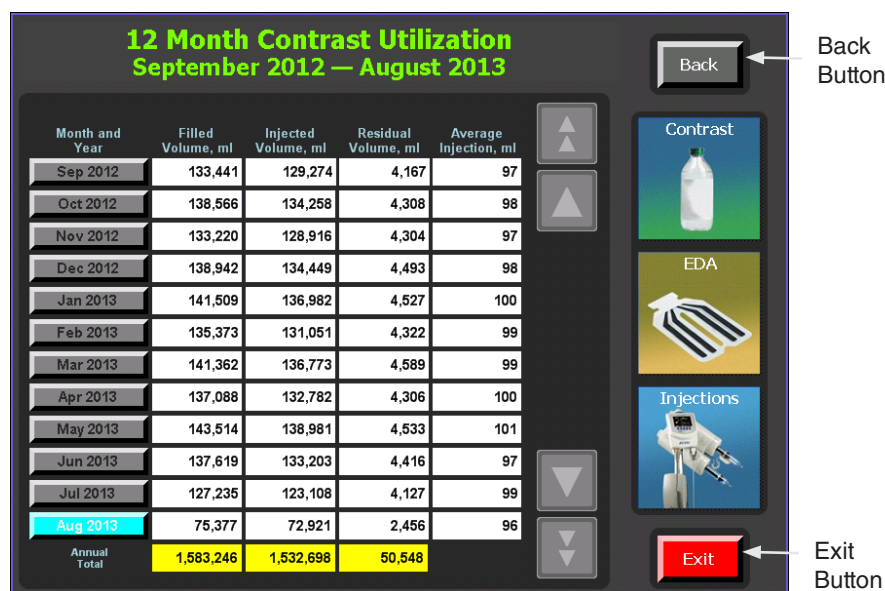 12 Month Contrast Utilization
September 2012 — August 2013
Back
Back
Button
Month and
Year
Filled
Volume, ml
Injected
Volume, ml
Residual
Volume, ml
Average
Injection, ml
Sep 2012 133,441 129,274 4,167 97
Oct 2012 138,566 134,258 4,308 98
Nov 2012 133,220 128,916 4,304 97
Dec 2012 138,942 134,449 4,493 98
Jan 2013 141,509 136,982 4,527 100
Feb 2013 135,373 131,051 4,322 99
Mar 2013 141,362 136,773 4,589 99
Apr 2013 137,088 132,782 4,306 100
May 2013 143,514 138,981 4,533 101
Jun 2013 137,619 133,203 4,416 97
Jul 2013 127,235 123,108 4,127 99
Aug 2013 75,377 72,921 2,456 96
Annual
Total
1,583,246 1,532,698 50,548
Contrast
EDA
Injections
Exit
Exit
Button